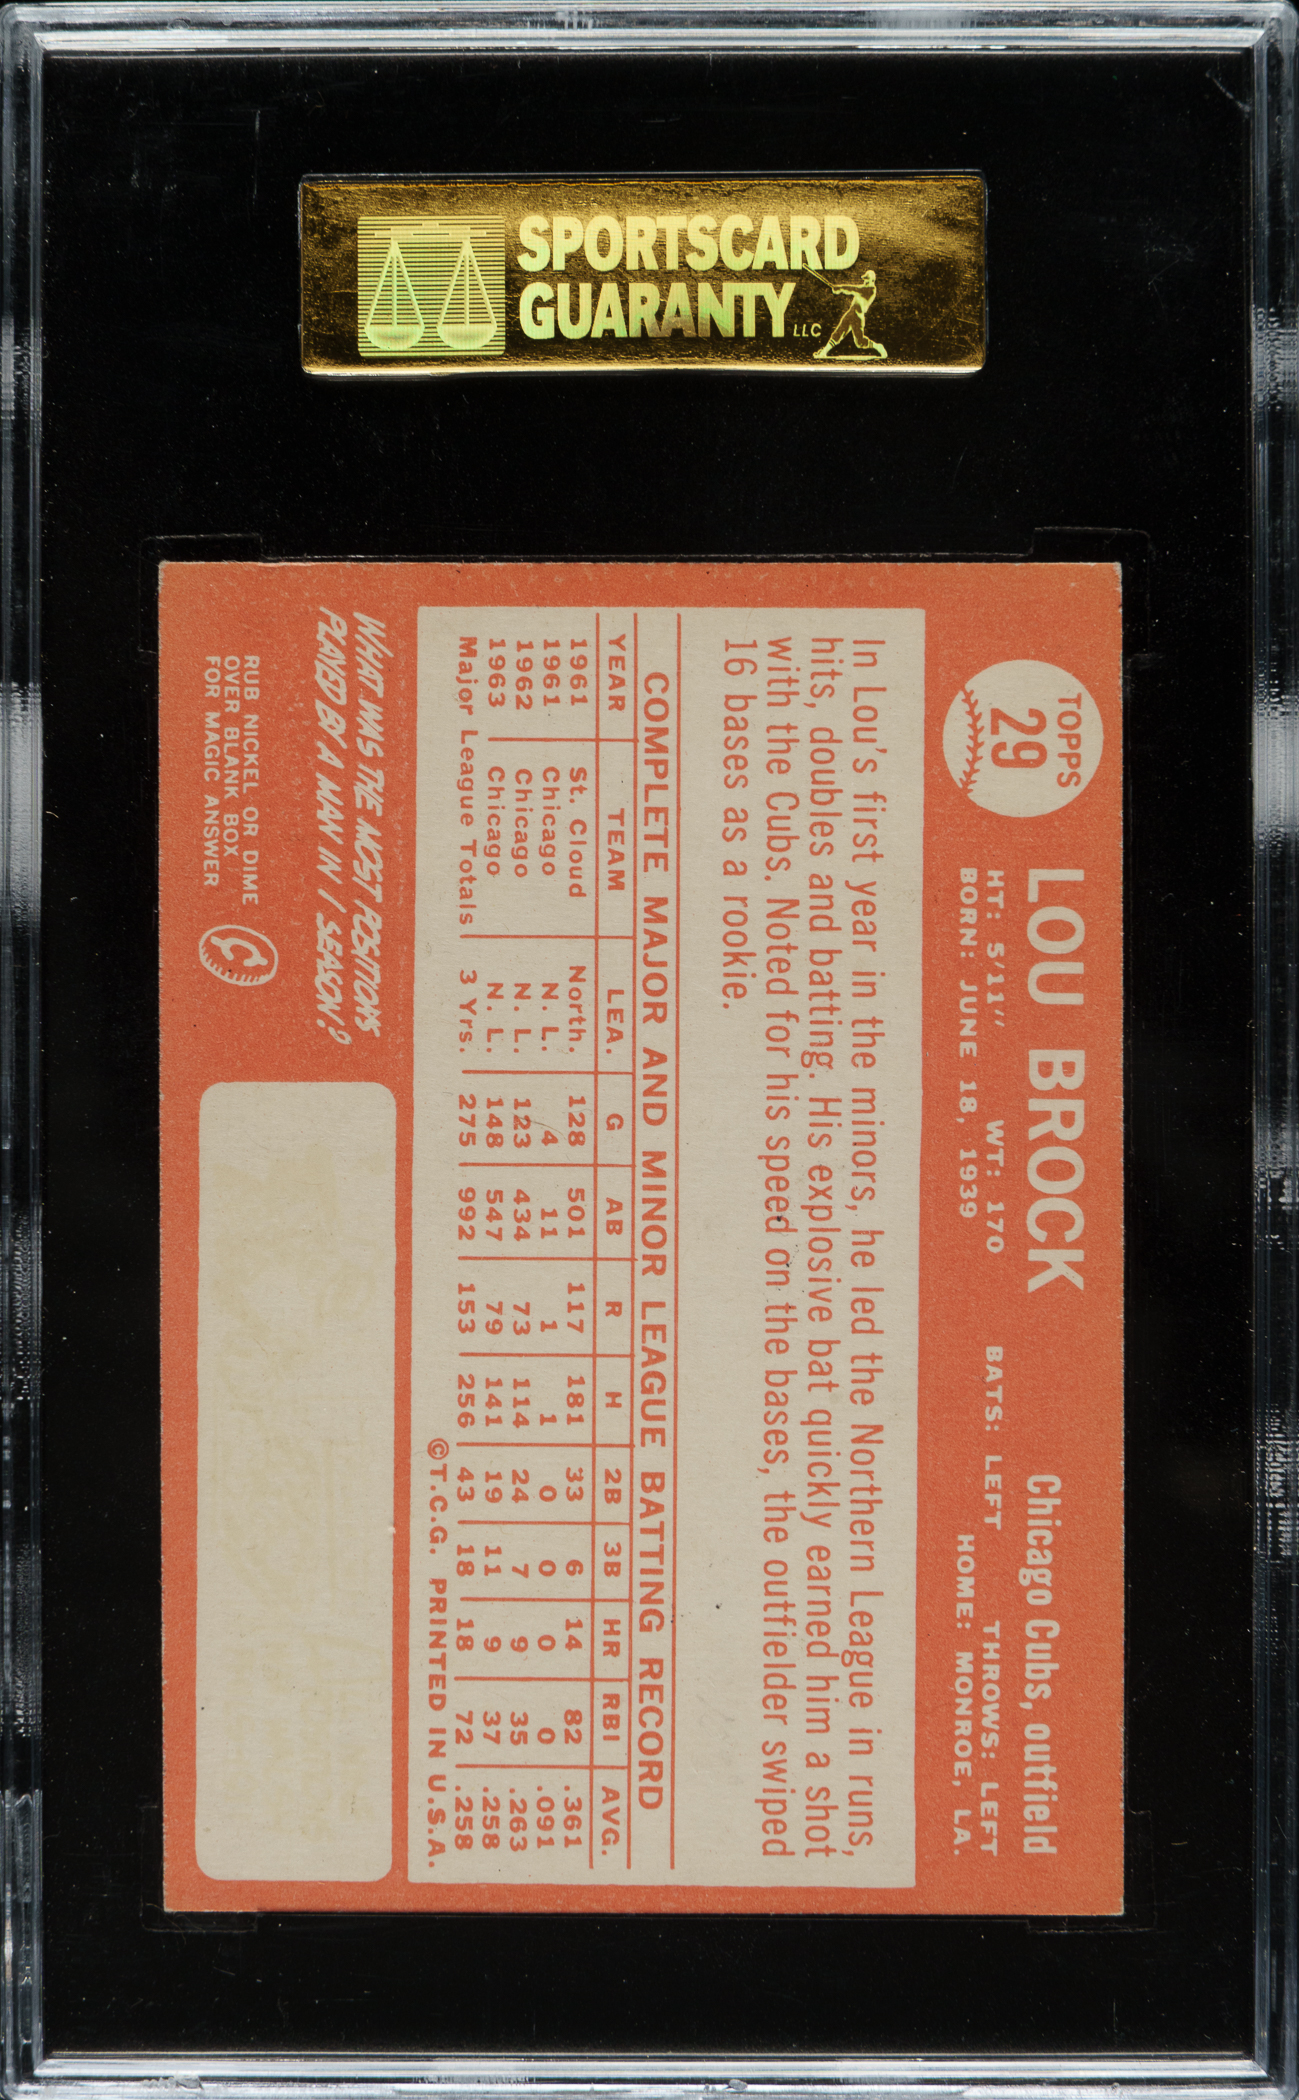 SPORTSCARD
GUARANTY LLC
TOPPS
29
LOU BROCK
Chicago Cubs, outfield
HT: 5'11" WT: 170 BATS: LEFT THROWS: LEFT
BORN: JUNE 18, 1939 HOME: MONROE, LA.
In Lou's first year in the minors, he led the Northern League in runs,
hits, doubles and batting. His explosive bat quickly earned him a shot
with the Cubs. Noted for his speed on the bases, the outfielder swiped
16 bases as a rookie.
COMPLETE MAJOR AND MINOR LEAGUE BATTING RECORD
YEAR TEAM LEA. G AB R H 2B 3B HR RBI AVG.
1961 St. Cloud North. 128 501 117 181 33 6 14 82 .361
1961 Chicago N. L. 4 11 1 1 0 0 0 0 .091
1962 Chicago N. L. 123 434 73 114 24 7 9 35 .263
1963 Chicago N. L. 148 547 79 141 19 11 9 37 .258
Major League Totals 3 Yrs. 275 992 153 256 43 18 18 72 .258
©T.C.G. PRINTED IN U.S.A.
WHAT WAS THE MOST POSITIONS
PLAYED BY A MAN IN 1 SEASON?
RUB NICKEL OR DIME
OVER BLANK BOX
FOR MAGIC ANSWER
C